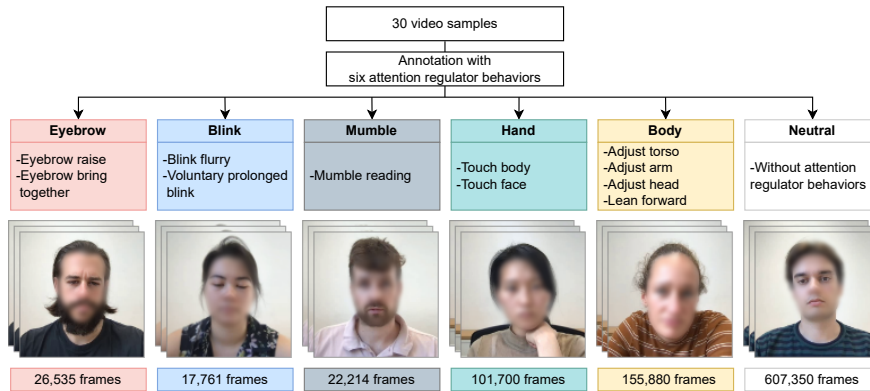 30 video samples
Annotation with
six attention regulator behaviors
Eyebrow
-Eyebrow raise
-Eyebrow bring
together
Blink
-Blink flurry
-Voluntary prolonged
blink
Mumble
-Mumble reading
Hand
-Touch body
-Touch face
Body
-Adjust torso
-Adjust arm
-Adjust head
-Lean forward
Neutral
-Without attention
regulator behaviors
26,535 frames
17,761 frames
22,214 frames
101,700 frames
155,880 frames
607,350 frames